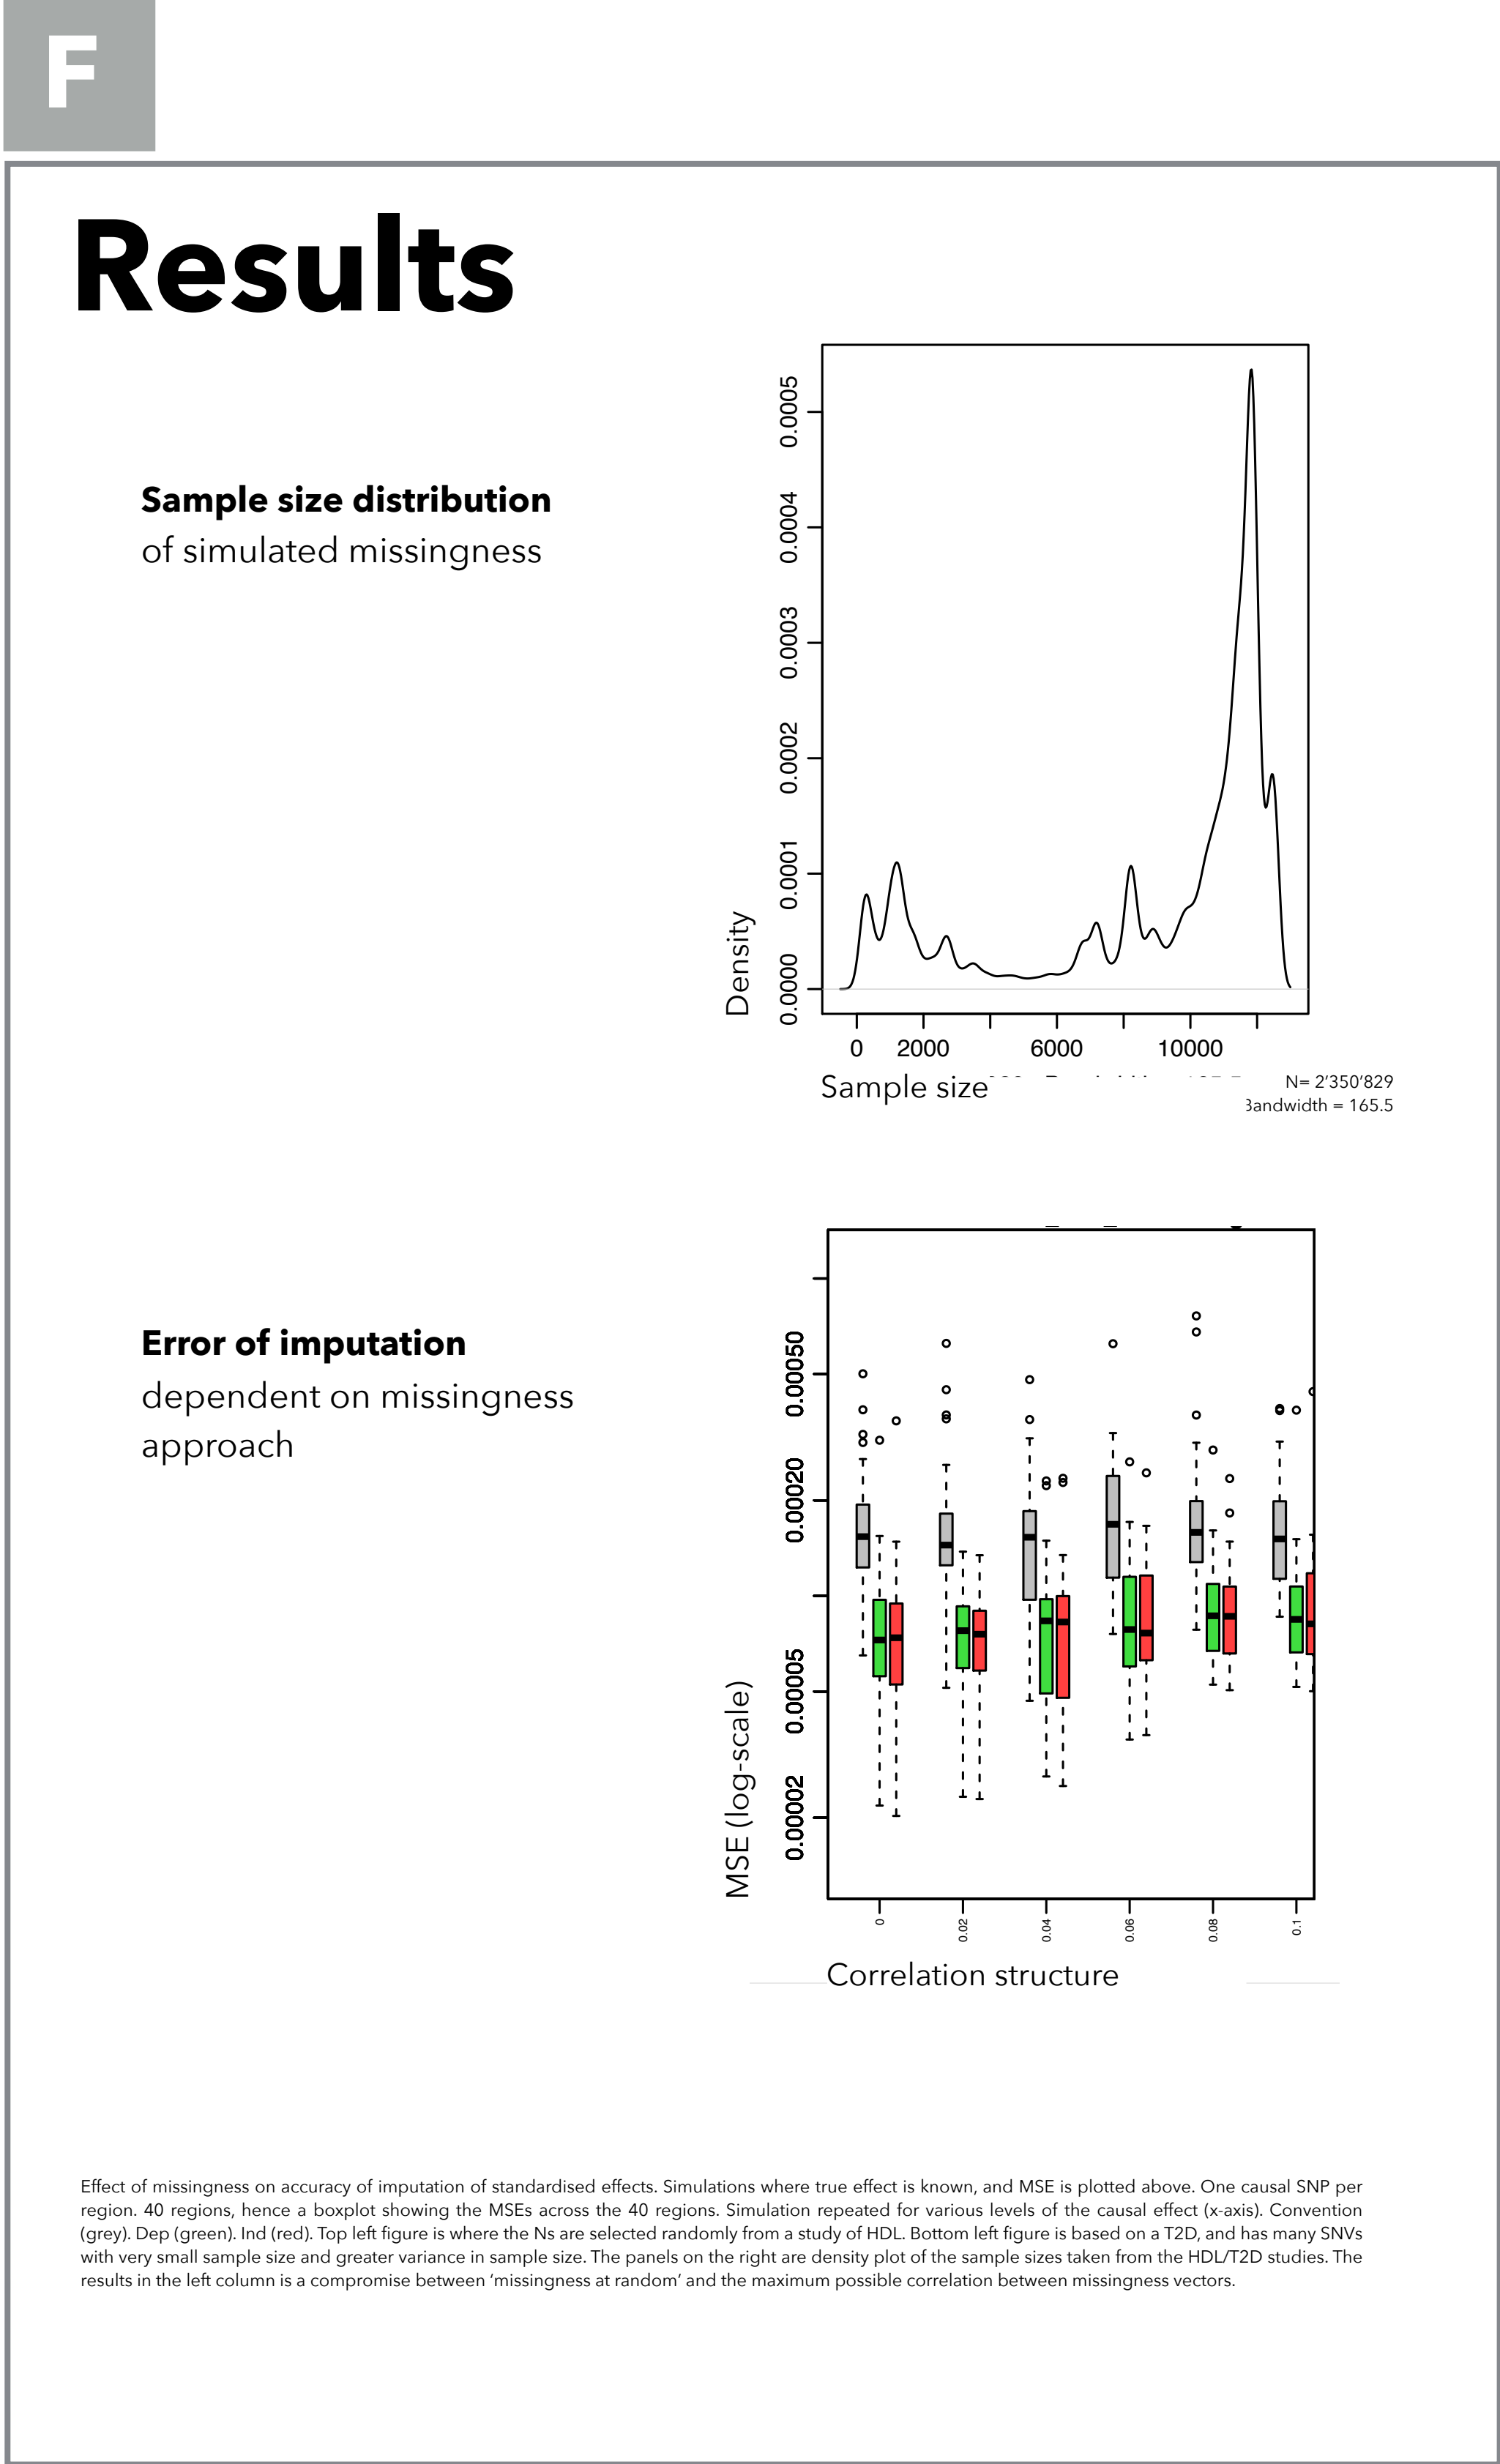 F
Results
Sample size distribution
of simulated missingness
Density
0.0000 0.0001 0.0002 0.0003 0.0004 0.0005
0 2000 6000 10000
Sample size
N= 2’350’829
Bandwidth = 165.5
Error of imputation
dependent on missingness
approach
MSE (log-scale)
0.00002 0.00005 0.00020 0.00050
0 0.02 0.04 0.06 0.08 0.1
Correlation structure
Effect of missingness on accuracy of imputation of standardised effects. Simulations where true effect is known, and MSE is plotted above. One causal SNP per
region. 40 regions, hence a boxplot showing the MSEs across the 40 regions. Simulation repeated for various levels of the causal effect (x-axis). Convention
(grey). Dep (green). Ind (red). Top left figure is where the Ns are selected randomly from a study of HDL. Bottom left figure is based on a T2D, and has many SNVs
with very small sample size and greater variance in sample size. The panels on the right are density plot of the sample sizes taken from the HDL/T2D studies. The
results in the left column is a compromise between ‘missingness at random’ and the maximum possible correlation between missingness vectors.